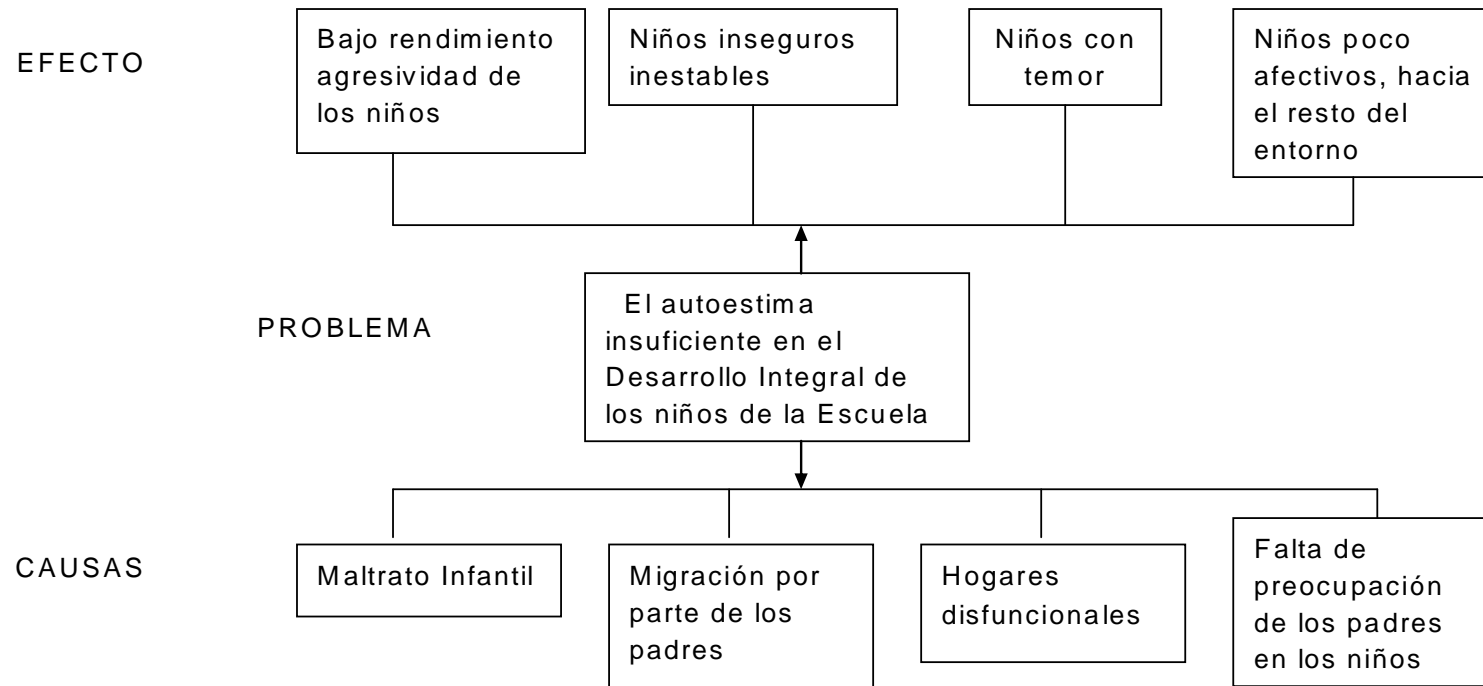 EFECTO
Bajo rendimiento
agresividad de
los niños
Niños inseguros
inestables
Niños con
temor
Niños poco
afectivos, hacia
el resto del
entorno
PROBLEMA
El autoestima
insuficiente en el
Desarrollo Integral de
los niños de la Escuela
CAUSAS
Maltrato Infantil
Migración por
parte de los
padres
Hogares
disfuncionales
Falta de
preocupación
de los padres
en los niños